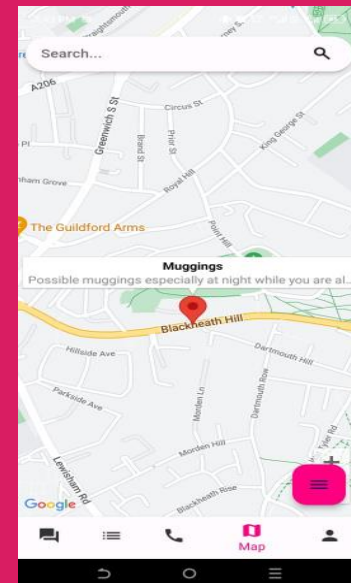 Search...
A206
Greenwich S St
Circus St
Brand St
Prior St
King George St
Royal Hill
Point Hill
The Guildford Arms
Muggings
Possible muggings especially at night while you are al...
Blackheath Hill
Hillside Ave
Dartmouth Hill
Parkside Ave
Morden Ln
Dartmouth Row
Morden Hill
Lewisham Rd
Blackheath Rise
Google
Map